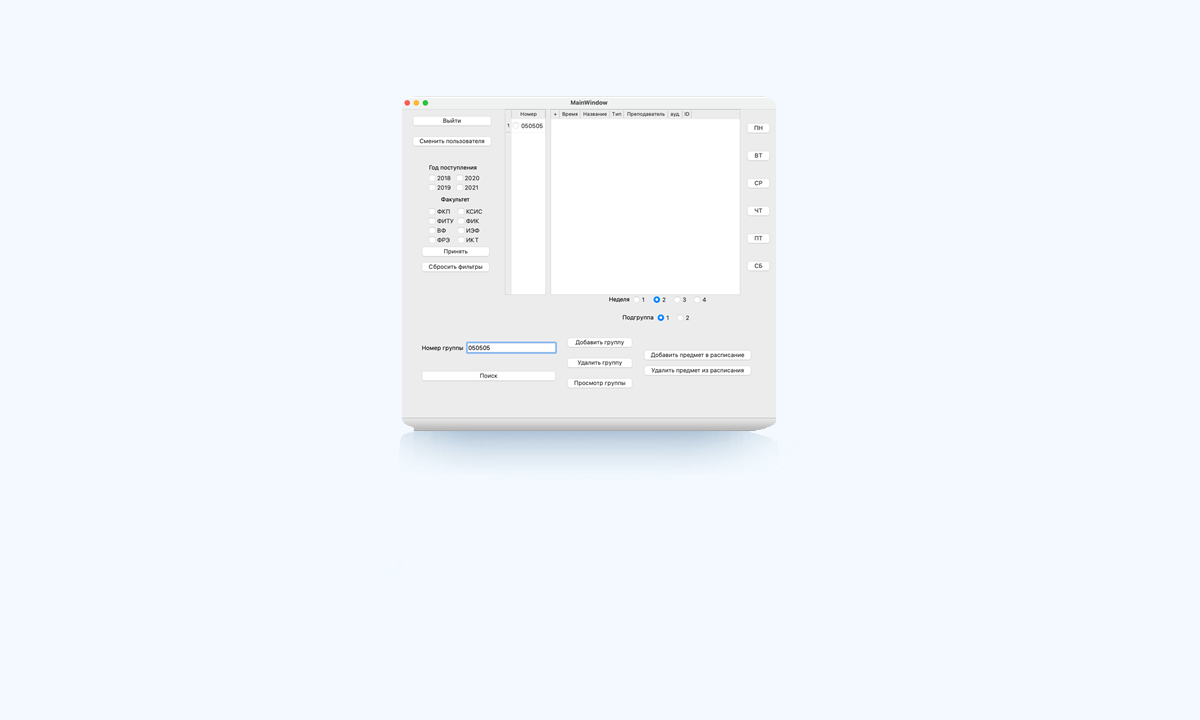 MainWindow
Выйти
Сменить пользователя
Год поступления
2018 2020
2019 2021
Факультет
ФКП КСИС
ФИТУ ФИК
ВФ ИЭФ
ФРЭ ИКТ
Принять
Сбросить фильтры
Номер
1 050505
+ Время Название Тип Преподаватель ауд ID
ПН
ВТ
СР
ЧТ
ПТ
СБ
Неделя 1 2 3 4
Подгруппа 1 2
Номер группы 050505
Поиск
Добавить группу
Удалить группу
Просмотр группы
Добавить предмет в расписание
Удалить предмет из расписания